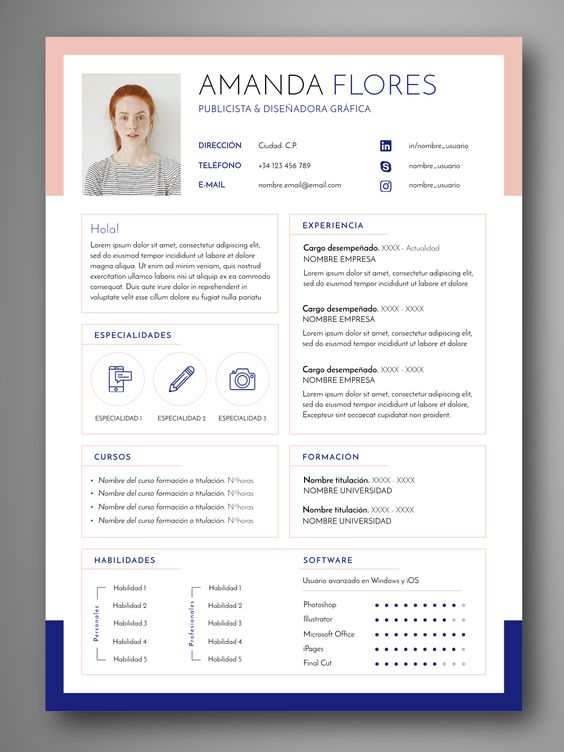 AMANDA FLORES
PUBLICISTA & DISEÑADORA GRÁFICA
DIRECCIÓN Ciudad. C.P.
in/nombre_usuario
TELÉFONO +34 123 456 789
nombre_usuario
E-MAIL nombre.email@email.com
nombre_usuario
Hola!
Lorem ipsum dolor sit amet, consectetur adipiscing elit,
sed do eiusmod tempor incididunt ut labore et dolore
magna aliqua. Ut enim ad minim veniam, quis nostrud
exercitation ullamco laboris nisi ut aliquip ex ea commodo
consequat. Duis aute irure dolor in reprehenderit in
voluptate velit esse cillum dolore eu fugiat nulla pariatu
ESPECIALIDADES
ESPECIALIDAD 1 ESPECIALIDAD 2 ESPECIALIDAD 3
EXPERIENCIA
Cargo desempeñado. XXXX - Actualidad
NOMBRE EMPRESA
Lorem ipsum dolor sit amet, consectetur adipiscing elit,
sed do eiusmod tempor incididunt ut labore et dolore
Cargo desempeñado. XXXX - XXXX
NOMBRE EMPRESA
Lorem ipsum dolor sit amet, consectetur adipiscing elit,
sed do eiusmod tempor incididunt ut labore et dolore
Cargo desempeñado. XXXX - XXXX
NOMBRE EMPRESA
Lorem ipsum dolor sit amet, consectetur adipiscing elit,
sed do eiusmod tempor incididunt ut labore et dolore,
Excepteur sint occaecat cupidatat non proident.
CURSOS
• Nombre del curso formación o titulación. Nºhoras
• Nombre del curso formación o titulación. Nºhoras
• Nombre del curso formación o titulación. Nºhoras
• Nombre del curso formación o titulación. Nºhoras
FORMACIÓN
Nombre titulación. XXXX - XXXX
NOMBRE UNIVERSIDAD
Nombre titulación. XXXX - XXXX
NOMBRE UNIVERSIDAD
HABILIDADES
Personales
Habilidad 1
Habilidad 2
Habilidad 3
Habilidad 4
Habilidad 5
Profesionales
Habilidad 1
Habilidad 2
Habilidad 3
Habilidad 4
Habilidad 5
SOFTWARE
Usuario avanzado en Windows y iOS
Photoshop
Illustrator
Microsoft Office
iPages
Final Cut